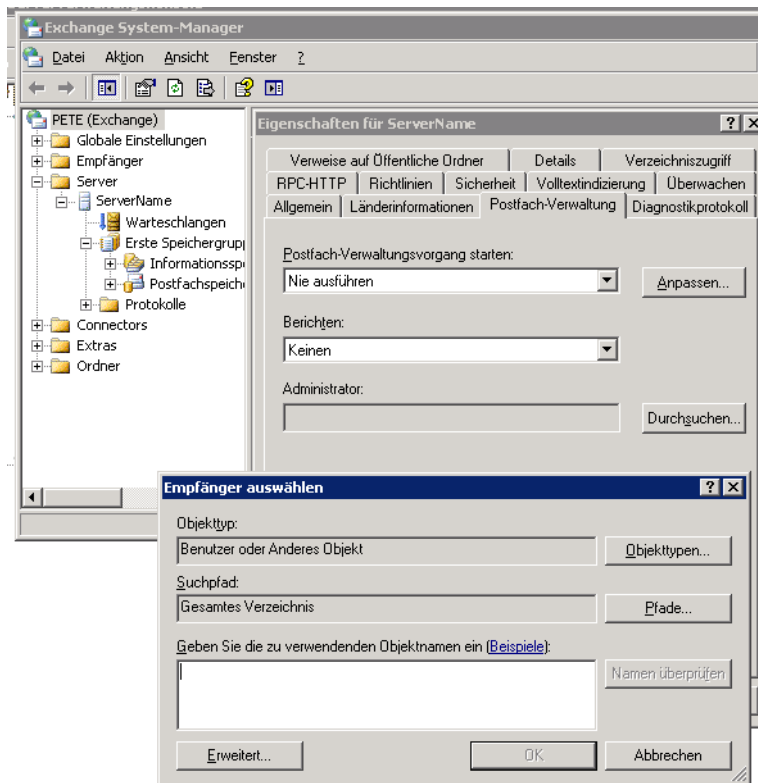 Exchange System-Manager
Datei Aktion Ansicht Fenster ?
PETE (Exchange)
Globale Einstellungen
Empfänger
Server
ServerName
Warteschlangen
Erste Speichergrupp
Informationsspe
Postfachspeiche
Protokolle
Connectors
Extras
Ordner
Eigenschaften für ServerName
Verweise auf Öffentliche Ordner Details Verzeichniszugriff
RPC-HTTP Richtlinien Sicherheit Volltextindizierung Überwachen
Allgemein Länderinformationen Postfach-Verwaltung Diagnostikprotokoll
Postfach-Verwaltungsvorgang starten:
Nie ausführen Anpassen...
Berichten:
Keinen
Administrator:
Durchsuchen...
Empfänger auswählen
Objekttyp:
Benutzer oder Anderes Objekt Objekttypen...
Suchpfad:
Gesamtes Verzeichnis Pfade...
Geben Sie die zu verwendenden Objektnamen ein (Beispiele):
Namen überprüfen
Erweitert... OK Abbrechen